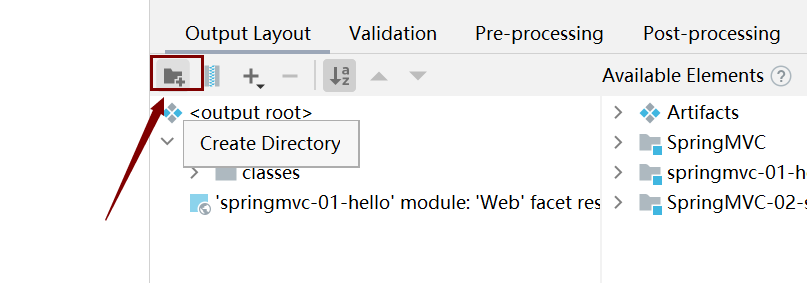 Output Layout Validation Pre-processing Post-processing
Available Elements ?
<output root> Artifacts
Create Directory SpringMVC
classes springmvc-01-h
'springmvc-01-hello' module: 'Web' facet res SpringMVC-02-s